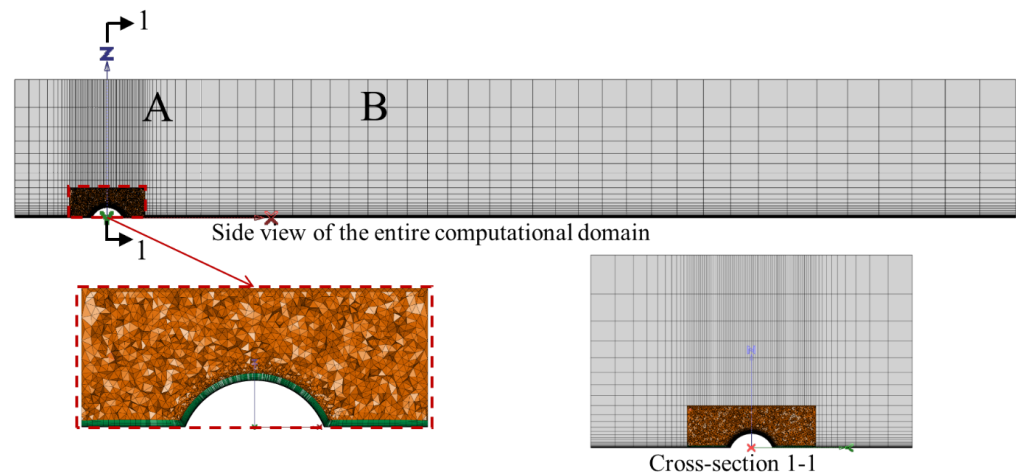 1
Z
A
B
X
Y
Side view of the entire computational domain
1
Z
Z
Y
X
Cross-section 1-1